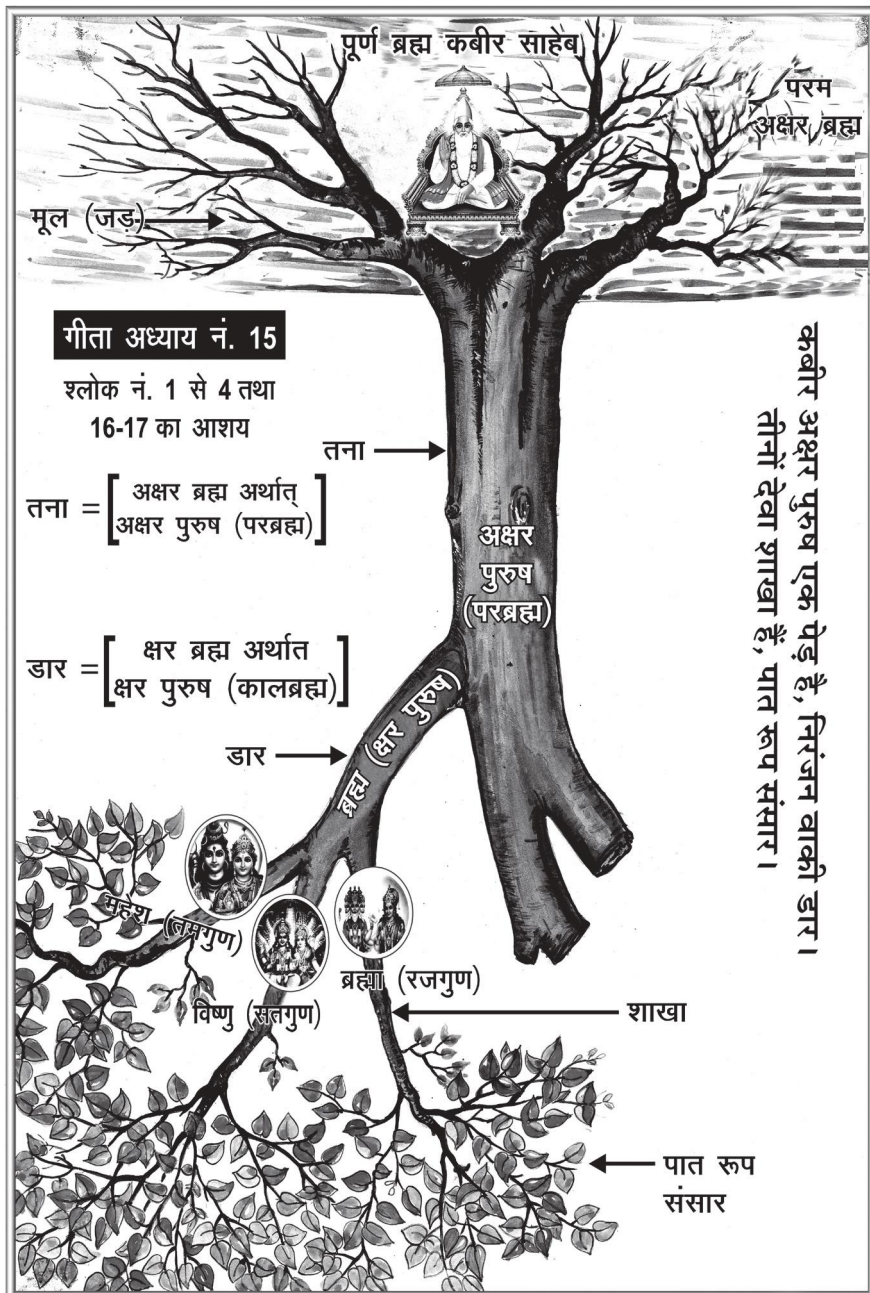 पूर्ण ब्रह्म कबीर साहेब
परम
अक्षर ब्रह्म
मूल (जड़)
गीता अध्याय नं. 15
श्लोक नं. 1 से 4 तथा
16-17 का आशय
तना
तना = [अक्षर ब्रह्म अर्थात्
अक्षर पुरुष (परब्रह्म)]
अक्षर
पुरुष
(परब्रह्म)
डार = [क्षर ब्रह्म अर्थात
क्षर पुरुष (कालब्रह्म)]
डार
ब्रह्म (क्षर पुरुष)
कबीर अक्षर पुरुष एक पेड़ है, निरंजन वाकी डार।
तीनों देवा शाखा हैं, पात रूप संसार।
महेश (तमगुण)
विष्णु (सतगुण)
ब्रह्मा (रजगुण)
शाखा
पात रूप
संसार